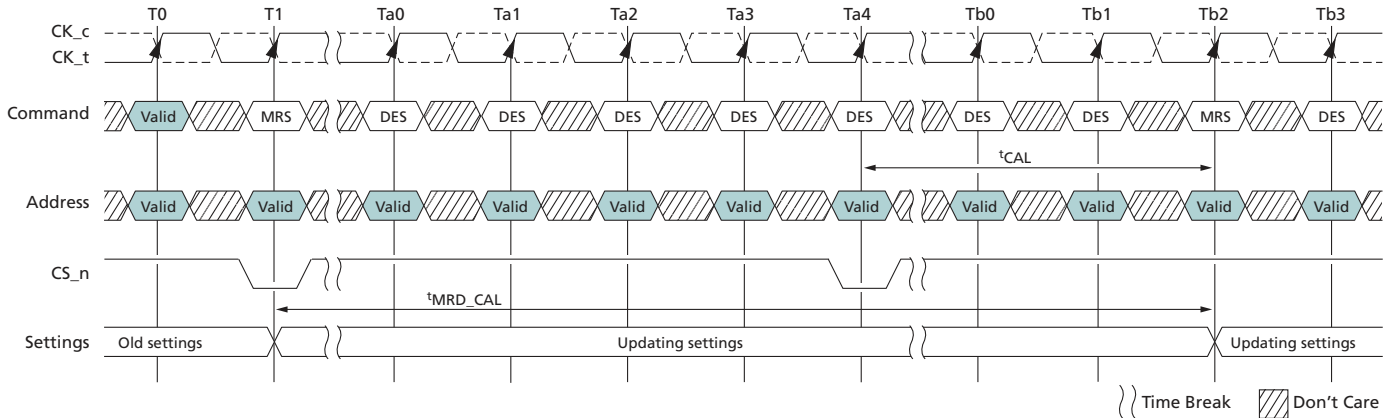 T0 T1 Ta0 Ta1 Ta2 Ta3 Ta4 Tb0 Tb1 Tb2 Tb3
CK_c
CK_t
Command Valid MRS DES DES DES DES DES DES DES MRS DES
tCAL
Address Valid Valid Valid Valid Valid Valid Valid Valid Valid Valid Valid
CS_n
tMRD_CAL
Settings Old settings Updating settings Updating settings
Time Break Don't Care